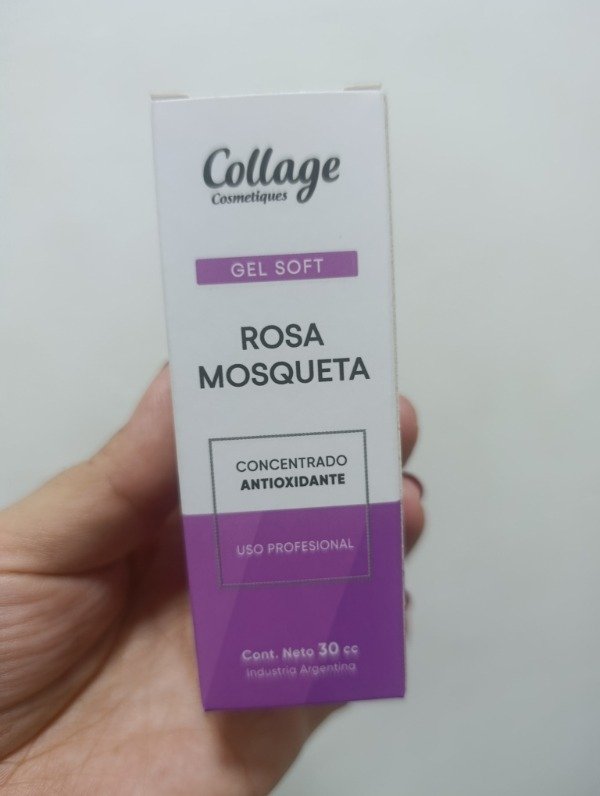 Collage
Cosmetiques
GEL SOFT
ROSA
MOSQUETA
CONCENTRADO
ANTIOXIDANTE
USO PROFESIONAL
Cont. Neto 30 cc
Industria Argentina